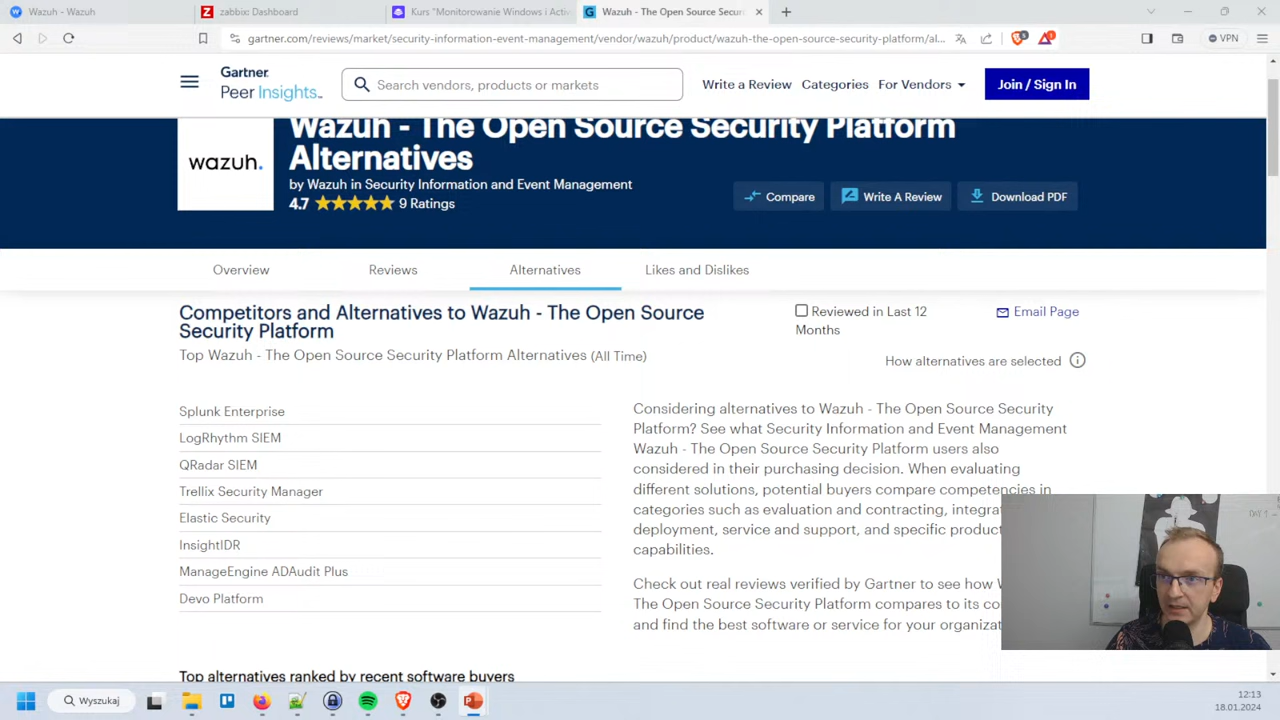 Wazuh - Wazuh
zabbix: Dashboard
Kurs "Monitorowanie Windows i Activ
Wazuh - The Open Source Securi
gartner.com/reviews/market/security-information-event-management/vendor/wazuh/product/wazuh-the-open-source-security-platform/al...
VPN
Gartner
Peer Insights™
Search vendors, products or markets
Write a Review
Categories
For Vendors
Join / Sign In
wazuh.
Wazuh - The Open Source Security Platform
Alternatives
by Wazuh in Security Information and Event Management
4.7 9 Ratings
Compare
Write A Review
Download PDF
Overview
Reviews
Alternatives
Likes and Dislikes
Competitors and Alternatives to Wazuh - The Open Source
Security Platform
Top Wazuh - The Open Source Security Platform Alternatives (All Time)
Reviewed in Last 12
Months
Email Page
How alternatives are selected
Splunk Enterprise
LogRhythm SIEM
QRadar SIEM
Trellix Security Manager
Elastic Security
InsightIDR
ManageEngine ADAudit Plus
Devo Platform
Considering alternatives to Wazuh - The Open Source Security
Platform? See what Security Information and Event Management
Wazuh - The Open Source Security Platform users also
considered in their purchasing decision. When evaluating
different solutions, potential buyers compare competencies in
categories such as evaluation and contracting, integrat
deployment, service and support, and specific product
capabilities.
Check out real reviews verified by Gartner to see how W
The Open Source Security Platform compares to its co
and find the best software or service for your organizat
Top alternatives ranked by recent software buyers
Wyszukaj
12:13
18.01.2024